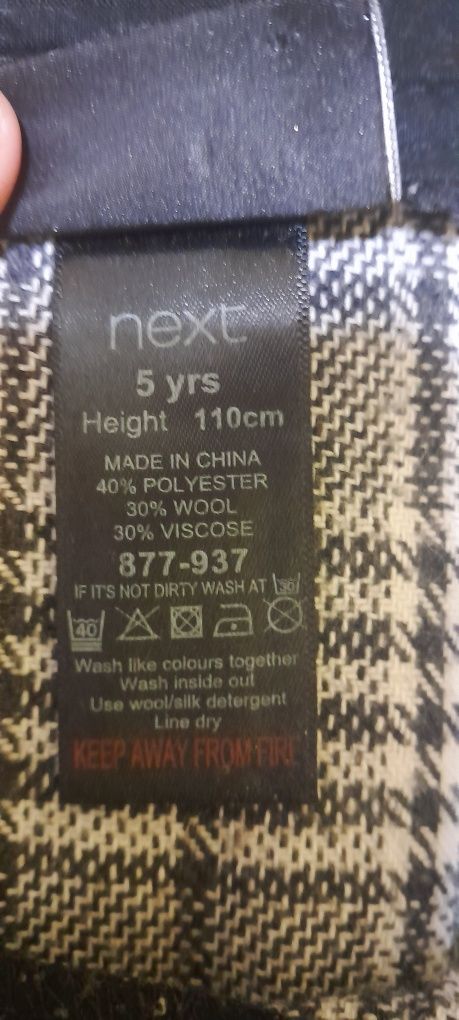 next
5 yrs
Height 110cm
MADE IN CHINA
40% POLYESTER
30% WOOL
30% VISCOSE
877-937
IF IT'S NOT DIRTY WASH AT 30
40
Wash like colours together
Wash inside out
Use wool/silk detergent
Line dry
KEEP AWAY FROM FIRE